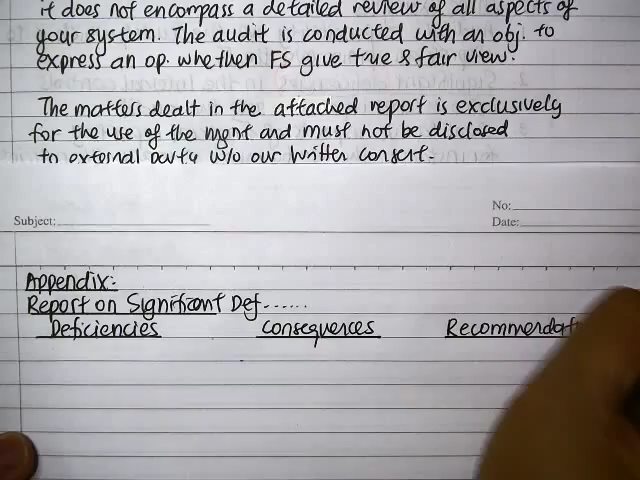 it does not encompass a detailed review of all aspects of
your system. The audit is conducted with an obj. to
express an op. whether FS give true & fair view.
The matters dealt in the attached report is exclusively
for the use of the mgnt and must not be disclosed
to external party w/o our written consent.
No:
Subject:
Date:
Appendix:-
Report on Significant Def......
Deficiencies Consequences Recommendat